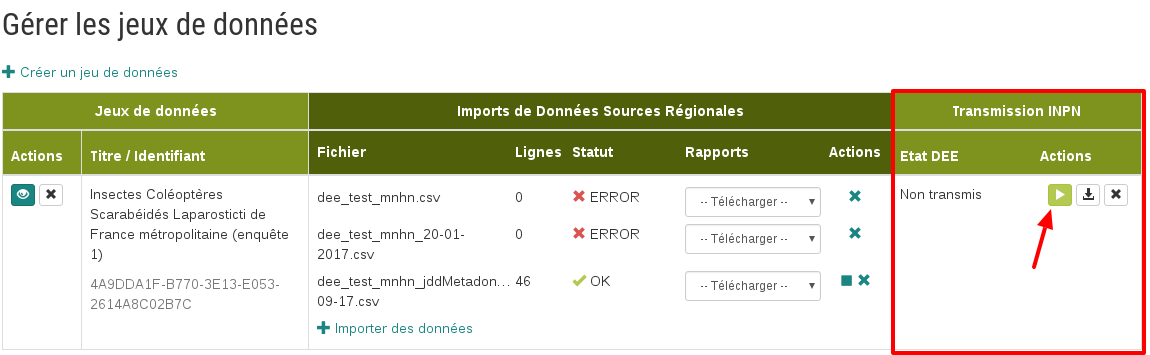 Gérer les jeux de données
Créer un jeu de données
Jeux de données
Imports de Données Sources Régionales
Transmission INPN
Actions
Titre / Identifiant
Fichier
Lignes
Statut
Rapports
Actions
Etat DEE
Actions
Insectes Coléoptères
Scarabéidés Laparosticti de
France métropolitaine (enquête
1)
4A9DDA1F-B770-3E13-E053-
2614A8C02B7C
dee_test_mnhn.csv
0
ERROR
-- Télécharger --
dee_test_mnhn_20-01-
2017.csv
0
ERROR
-- Télécharger --
dee_test_mnhn_jddMetadon...
09-17.csv
46
OK
-- Télécharger --
Importer des données
Non transmis